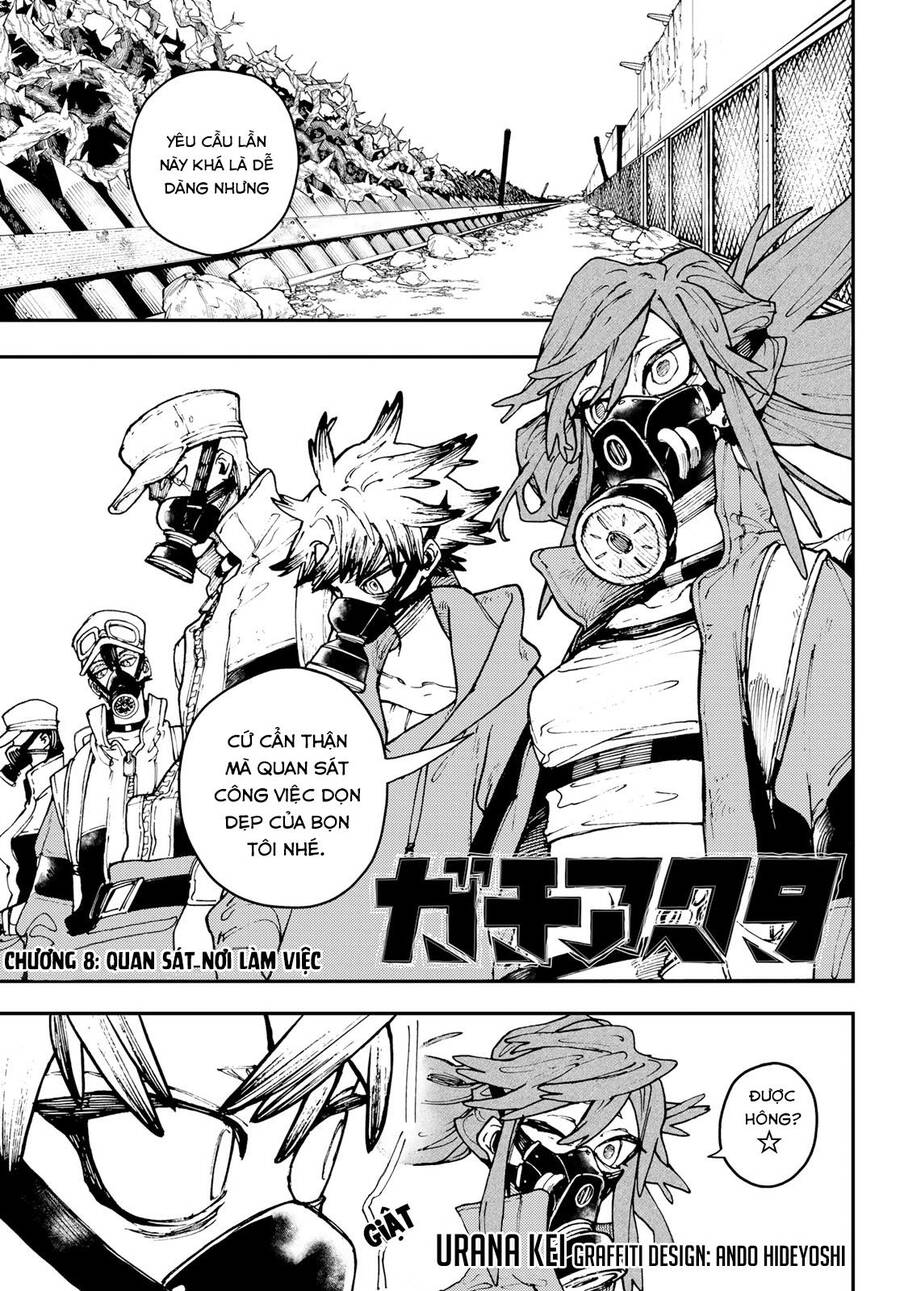 YÊU CẦU LẦN
NÀY KHÁ LÀ DỄ
DÀNG NHƯNG
CỨ CẨN THẬN
MÀ QUAN SÁT
CÔNG VIỆC DỌN
DẸP CỦA BỌN
TÔI NHÉ.
ガチアクタ
CHƯƠNG 8: QUAN SÁT NƠI LÀM VIỆC
ĐƯỢC
HÔNG?
☆
GIẬT
URANA KEI GRAFFITI DESIGN: ANDO HIDEYOSHI